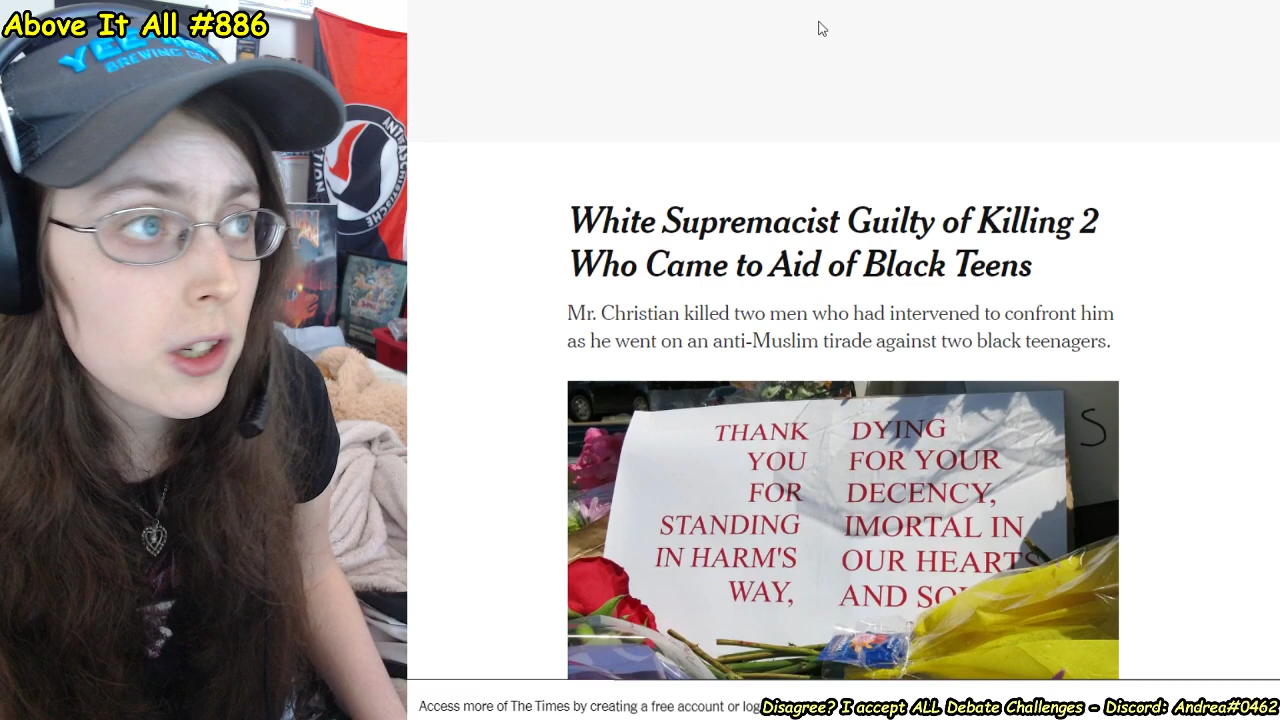 Above It All #886
YEE
BREWING CO.
White Supremacist Guilty of Killing 2
Who Came to Aid of Black Teens
Mr. Christian killed two men who had intervened to confront him
as he went on an anti-Muslim tirade against two black teenagers.
THANK
YOU
FOR
STANDING
IN HARM'S
WAY,
DYING
FOR YOUR
DECENCY,
IMORTAL IN
OUR HEARTS
AND
S
Access more of The Times by creating a free account or
Disagree? I accept ALL Debate Challenges - Discord: Andrea#0462